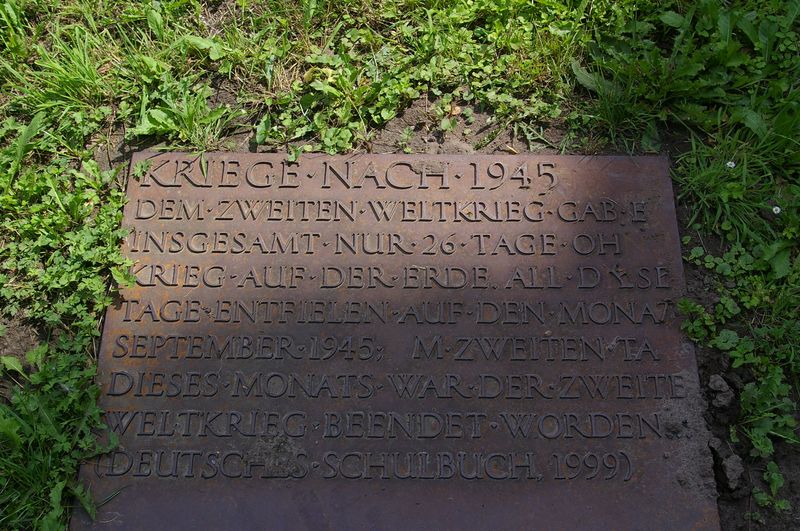 KRIEGE · NACH · 1945
DEM · ZWEITEN · WELTKRIEG · GAB · E
INSGESAMT · NUR · 26 · TAGE · OH
KRIEG · AUF · DER · ERDE. ALL · D SE
TAGE · ENTFIELEN · AUF · DEN · MONAT
SEPTEMBER · 1945; M · ZWEITEN · TA
DIESES · MONATS · WAR · DER · ZWEITE
WELTKRIEG · BEENDET · WORDEN.
(DEUTSCHES · SCHULBUCH, 1999)